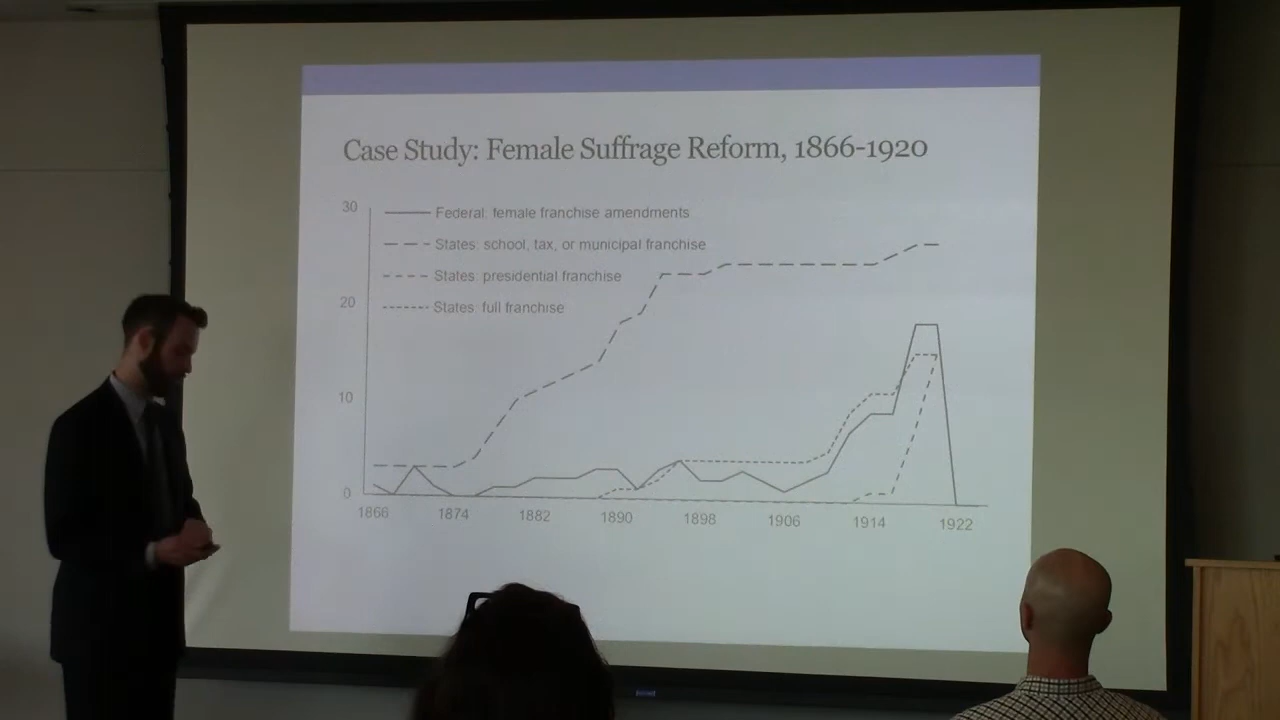 Case Study: Female Suffrage Reform, 1866-1920
30
Federal: female franchise amendments
States: school, tax, or municipal franchise
States: presidential franchise
20
States: full franchise
10
0
1866 1874 1882 1890 1898 1906 1914 1922